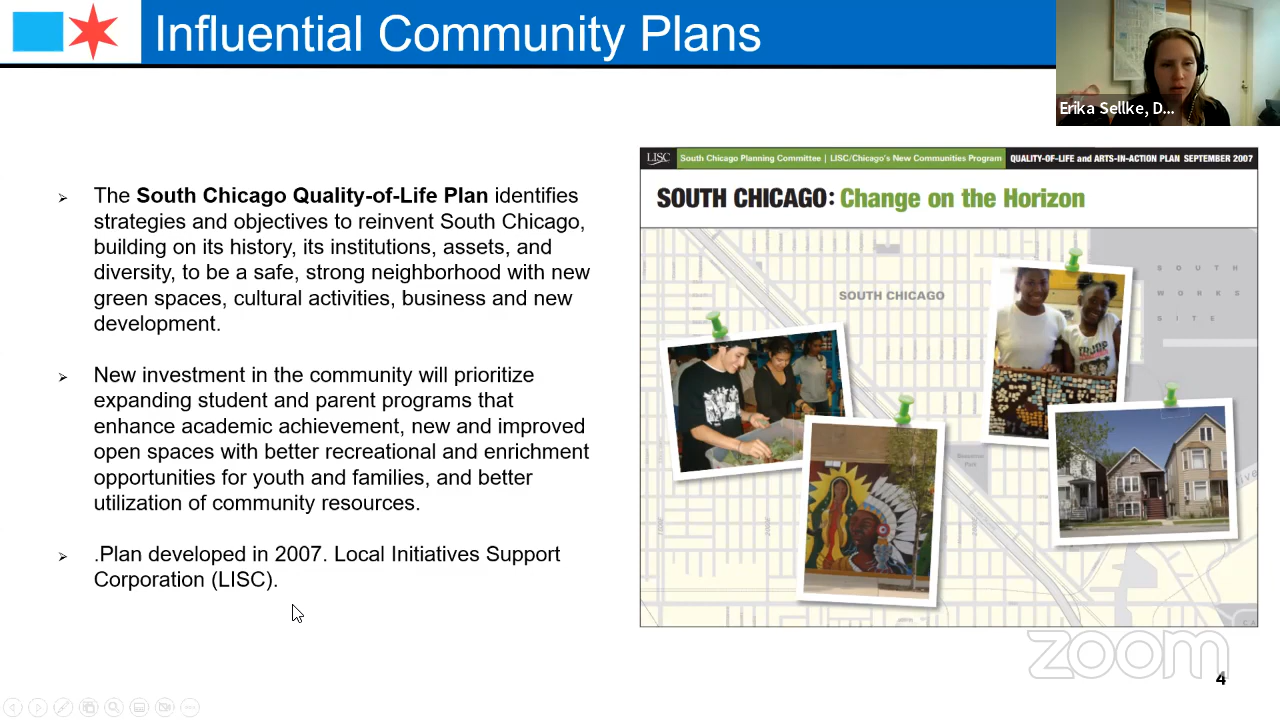 Influential Community Plans
Erika Sellke, D...
The South Chicago Quality-of-Life Plan identifies
strategies and objectives to reinvent South Chicago,
building on its history, its institutions, assets, and
diversity, to be a safe, strong neighborhood with new
green spaces, cultural activities, business and new
development.
New investment in the community will prioritize
expanding student and parent programs that
enhance academic achievement, new and improved
open spaces with better recreational and enrichment
opportunities for youth and families, and better
utilization of community resources.
.Plan developed in 2007. Local Initiatives Support
Corporation (LISC).
LISC South Chicago Planning Committee | LISC/Chicago's New Communities Program QUALITY-OF-LIFE and ARTS-IN-ACTION PLAN SEPTEMBER 2007
SOUTH CHICAGO: Change on the Horizon
SOUTH CHICAGO
SOUTH
WORKS
SITE
zoom
4